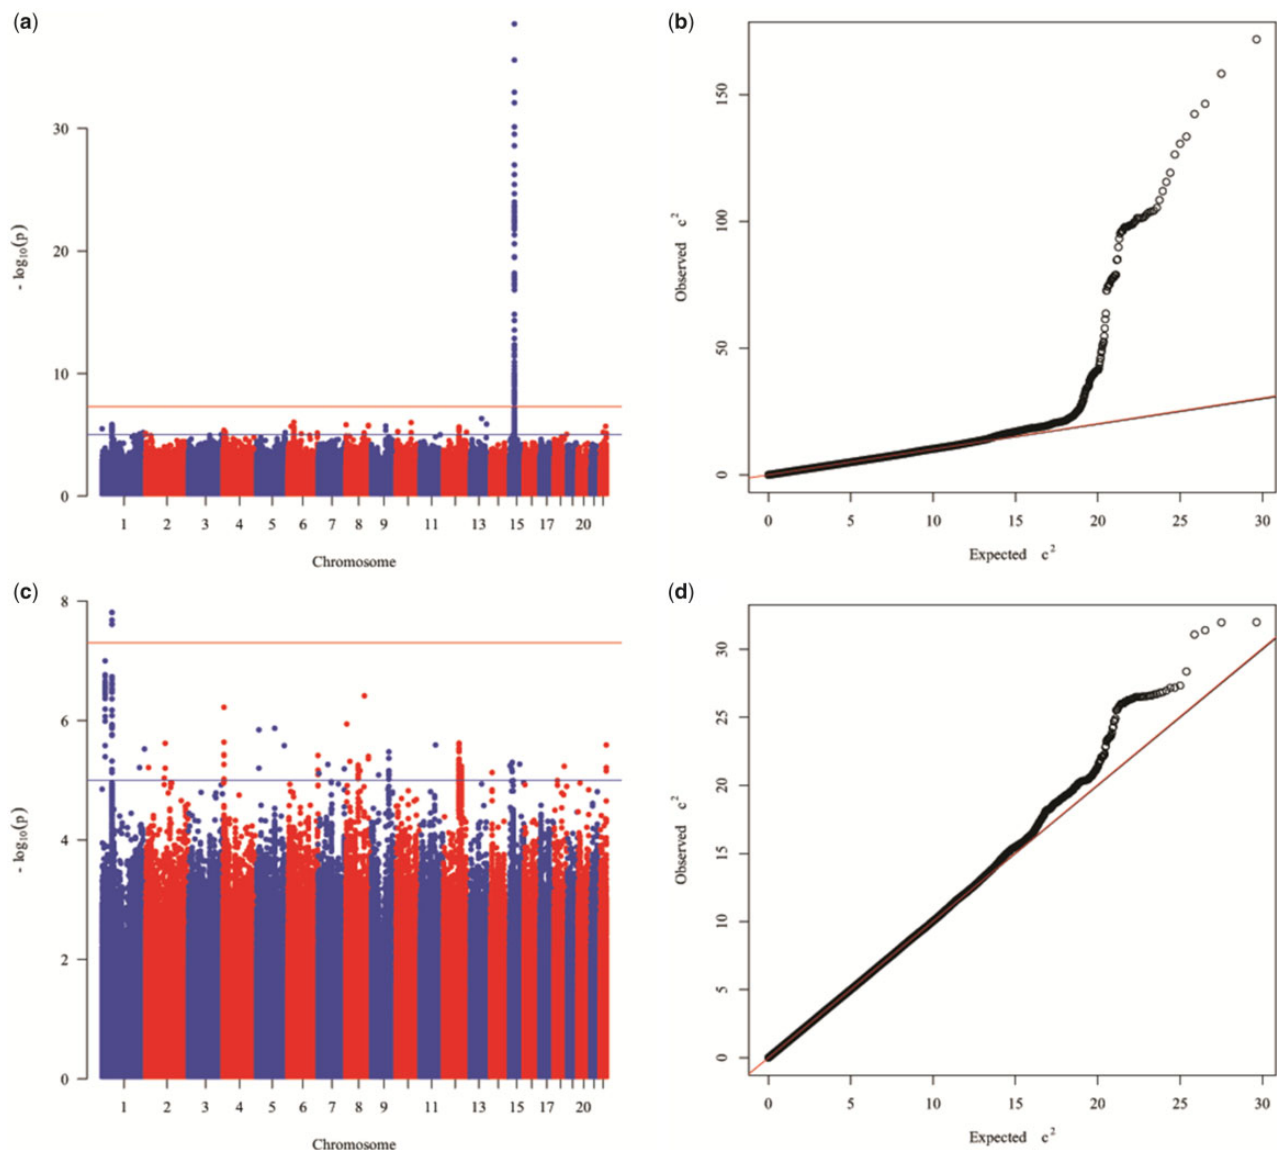 (a)
30
20
10
0
- log10(p)
1 2 3 4 5 6 7 8 9 11 13 15 17 20
Chromosome
(b)
150
100
50
0
Observed c2
0 5 10 15 20 25 30
Expected c2
(c)
8
6
4
2
0
- log10(p)
1 2 3 4 5 6 7 8 9 11 13 15 17 20
Chromosome
(d)
30
25
20
15
10
5
0
Observed c2
0 5 10 15 20 25 30
Expected c2